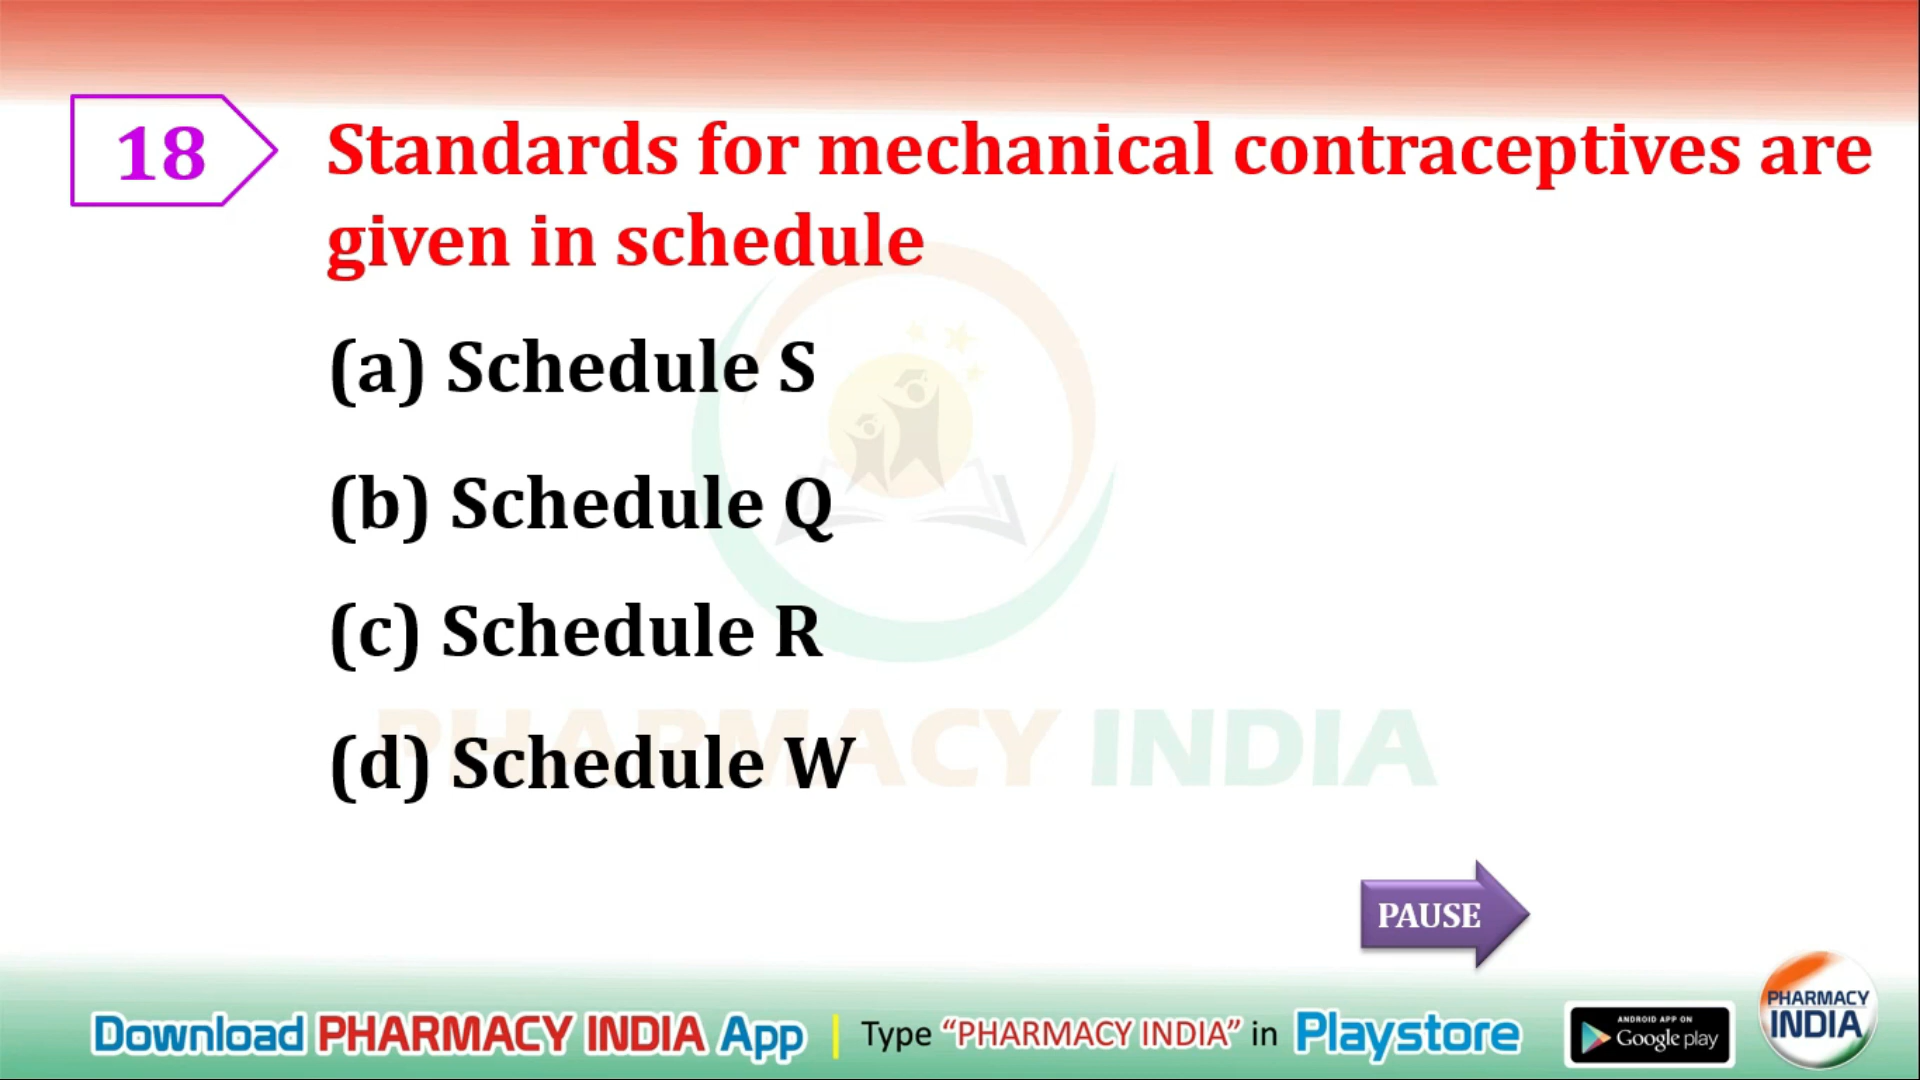 18
Standards for mechanical contraceptives are
given in schedule
(a) Schedule S
(b) Schedule Q
(c) Schedule R
(d) Schedule W
PHARMACY INDIA
PAUSE
Download PHARMACY INDIA App | Type “PHARMACY INDIA” in Playstore
ANDROID APP ON
Google play
PHARMACY
INDIA